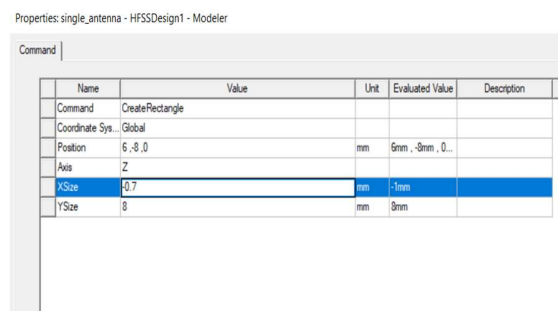 Properties: single_antenna - HFSSDesign1 - Modeler
Command
Name Value Unit Evaluated Value Description
Command CreateRectangle
Coordinate Sys... Global
Position 6 ,-8 ,0 mm 6mm , -8mm , 0...
Axis Z
XSize -0.7 mm -1mm
YSize 8 mm 8mm